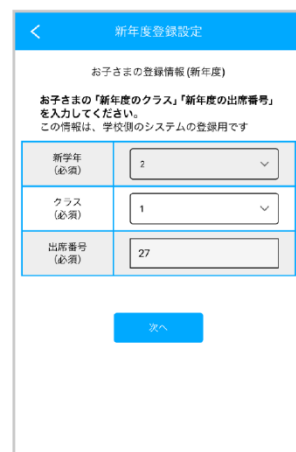 新年度登録設定
お子さまの登録情報(新年度)
お子さまの「新年度のクラス」「新年度の出席番号」
を入力してください。
この情報は、学校側のシステムの登録用です
新学年
(必須)
2
クラス
(必須)
1
出席番号
(必須)
27
次へ